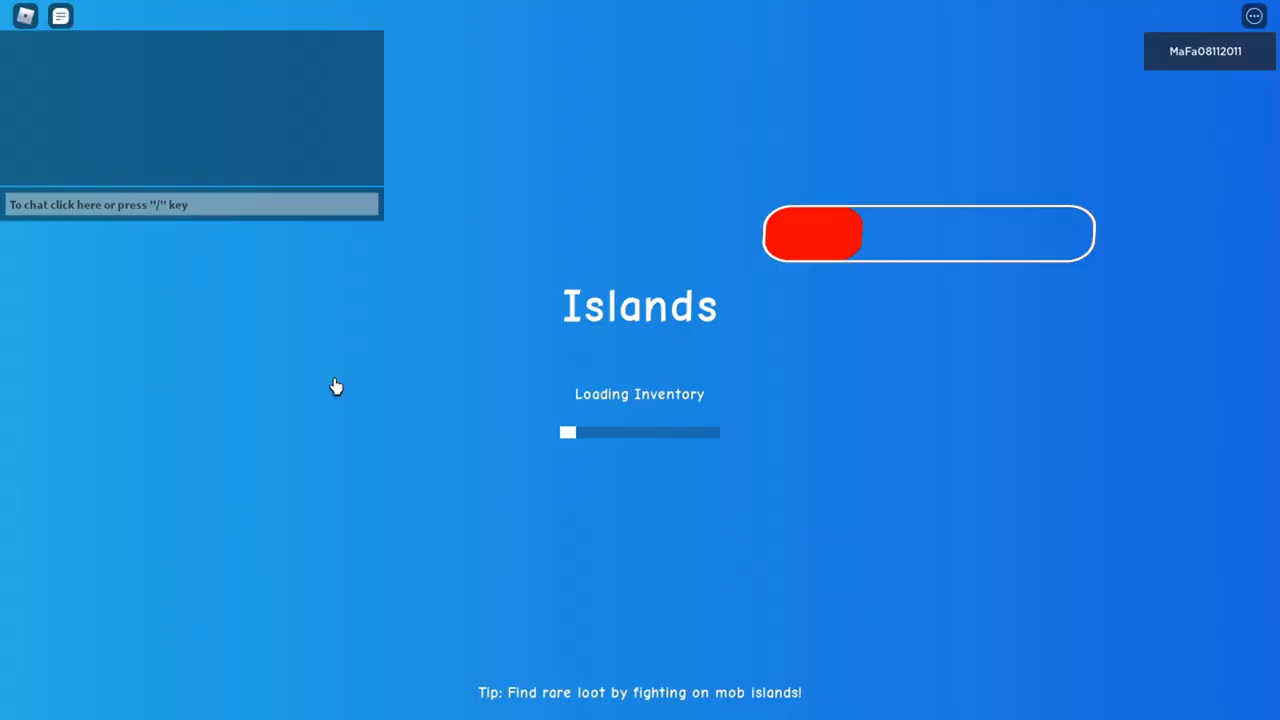 MaFa08112011
To chat click here or press "/" key
Islands
Loading Inventory
Tip: Find rare loot by fighting on mob islands!